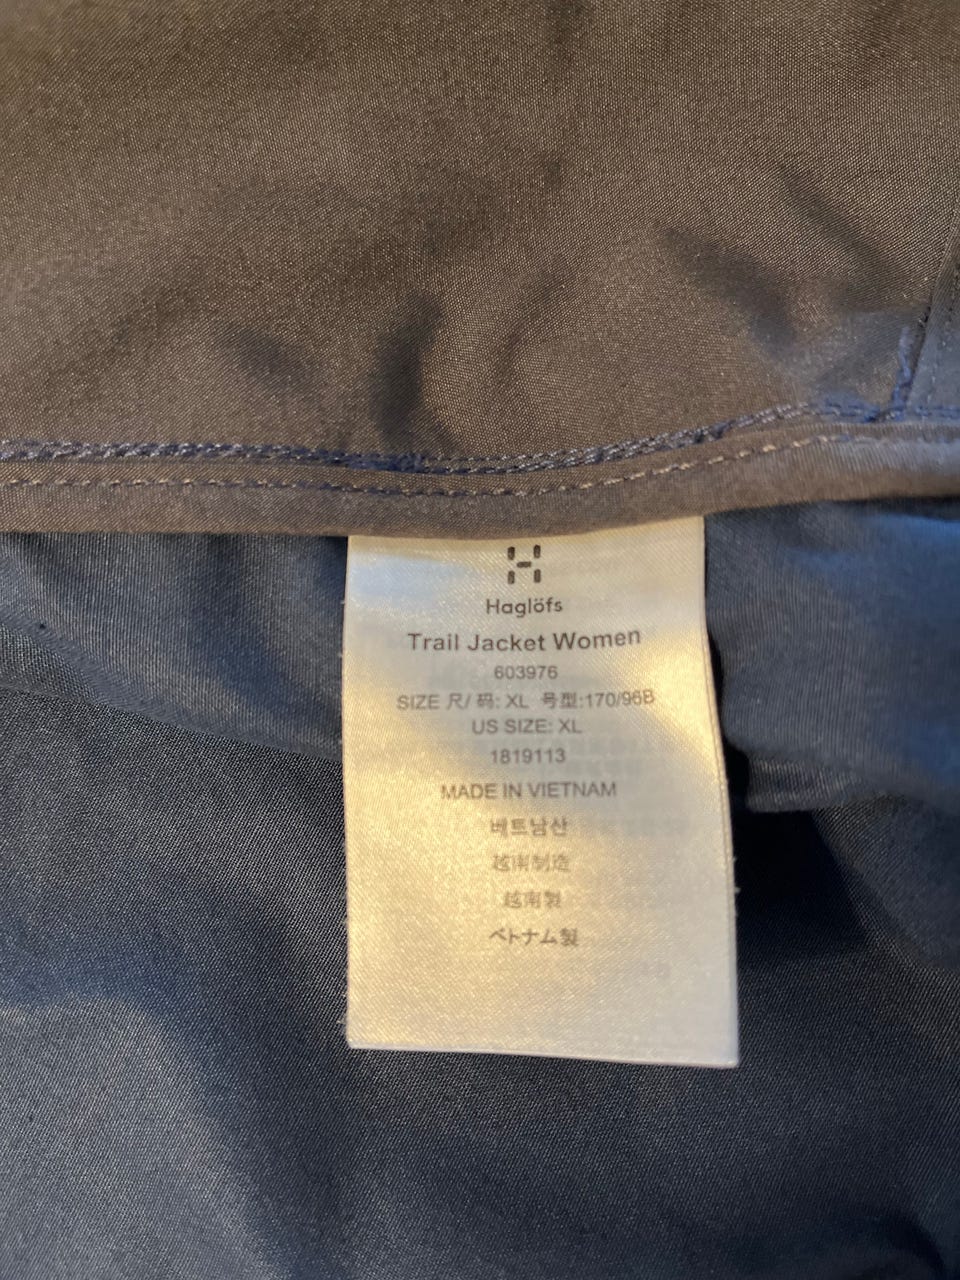 Haglöfs
Trail Jacket Women
603976
SIZE 尺/ 码: XL 号型:170/96B
US SIZE: XL
1819113
MADE IN VIETNAM
베트남산
越南制造
越南製
ベトナム製